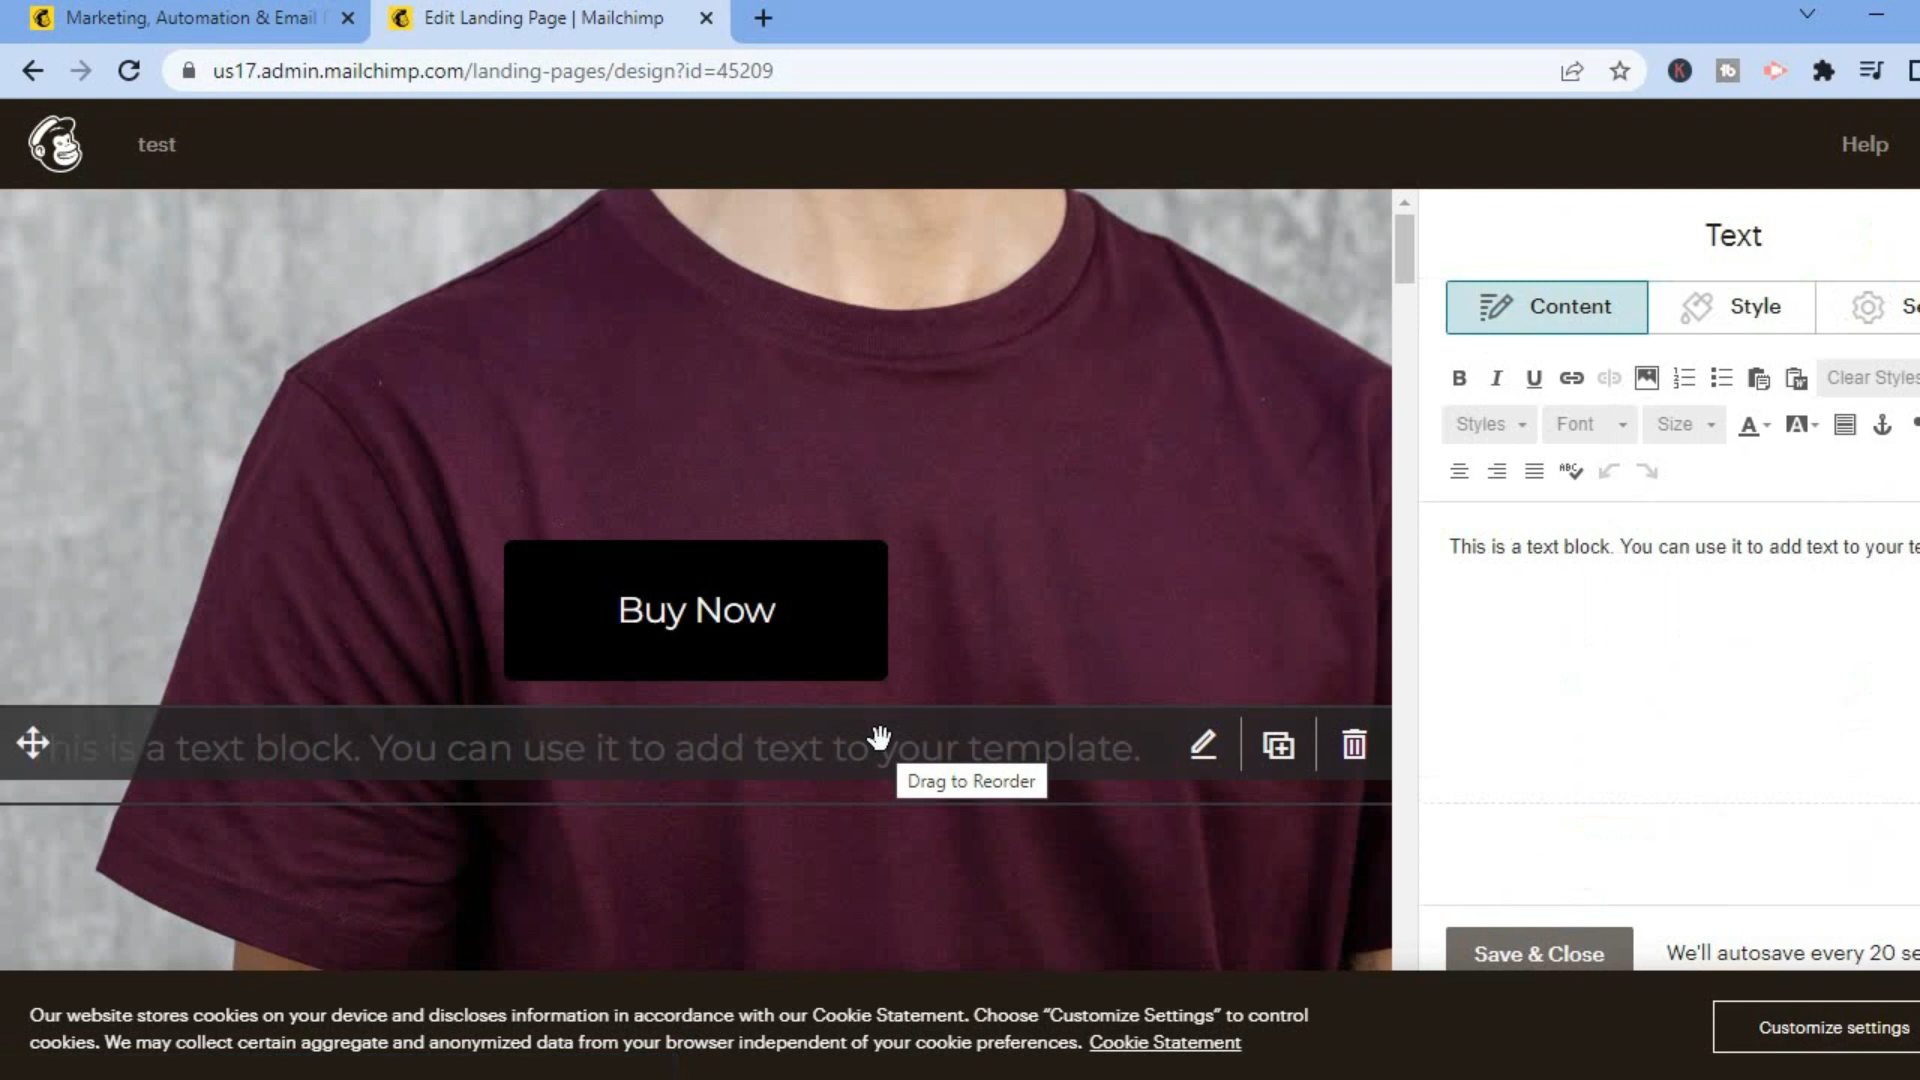 Marketing, Automation & Email
Edit Landing Page | Mailchimp
us17.admin.mailchimp.com/landing-pages/design?id=45209
test
Help
Text
Content
Style
Clear Styles
Styles
Font
Size
This is a text block. You can use it to add text to your te
Buy Now
This is a text block. You can use it to add text to your template.
Drag to Reorder
Save & Close
We'll autosave every 20 se
Our website stores cookies on your device and discloses information in accordance with our Cookie Statement. Choose "Customize Settings" to control
cookies. We may collect certain aggregate and anonymized data from your browser independent of your cookie preferences. Cookie Statement
Customize settings